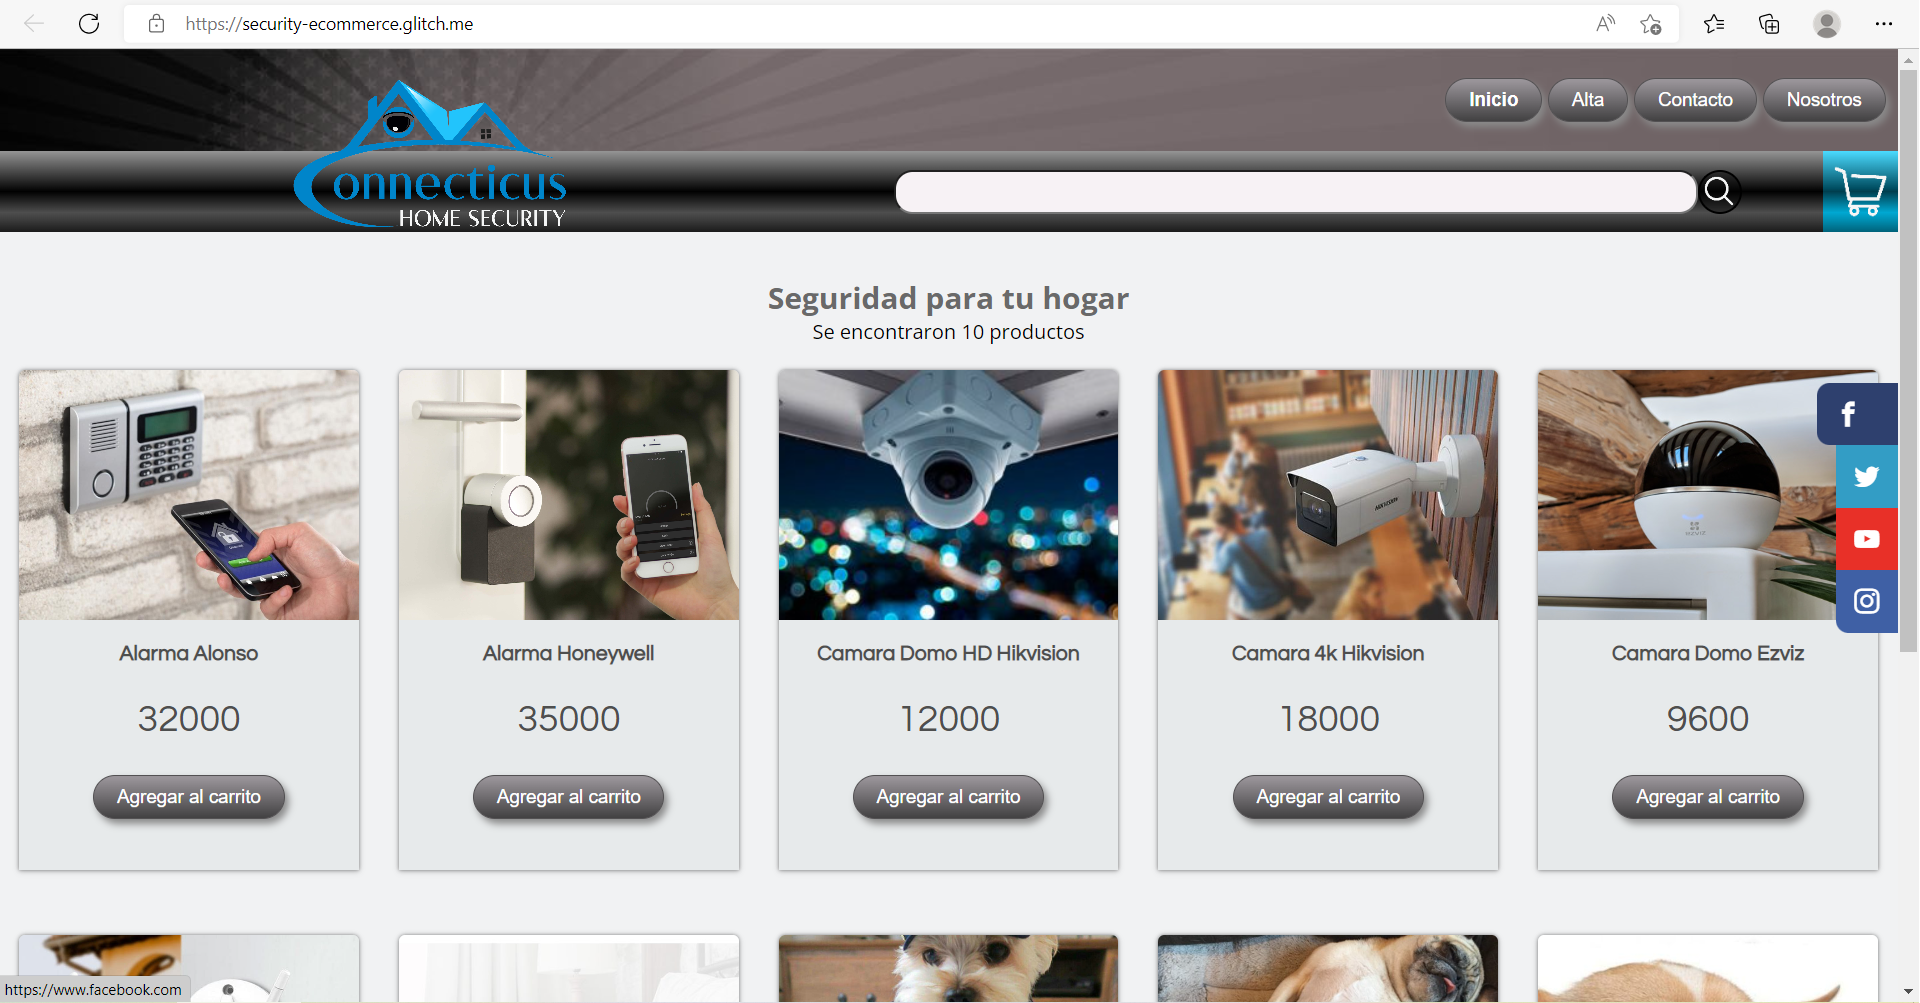 https://security-ecommerce.glitch.me
Inicio
Alta
Contacto
Nosotros
onnecticus
HOME SECURITY
Seguridad para tu hogar
Se encontraron 10 productos
HIKVISION
EZVIZ
Alarma Alonso
Alarma Honeywell
Camara Domo HD Hikvision
Camara 4k Hikvision
Camara Domo Ezviz
32000
35000
12000
18000
9600
Agregar al carrito
Agregar al carrito
Agregar al carrito
Agregar al carrito
Agregar al carrito
https://www.facebook.com